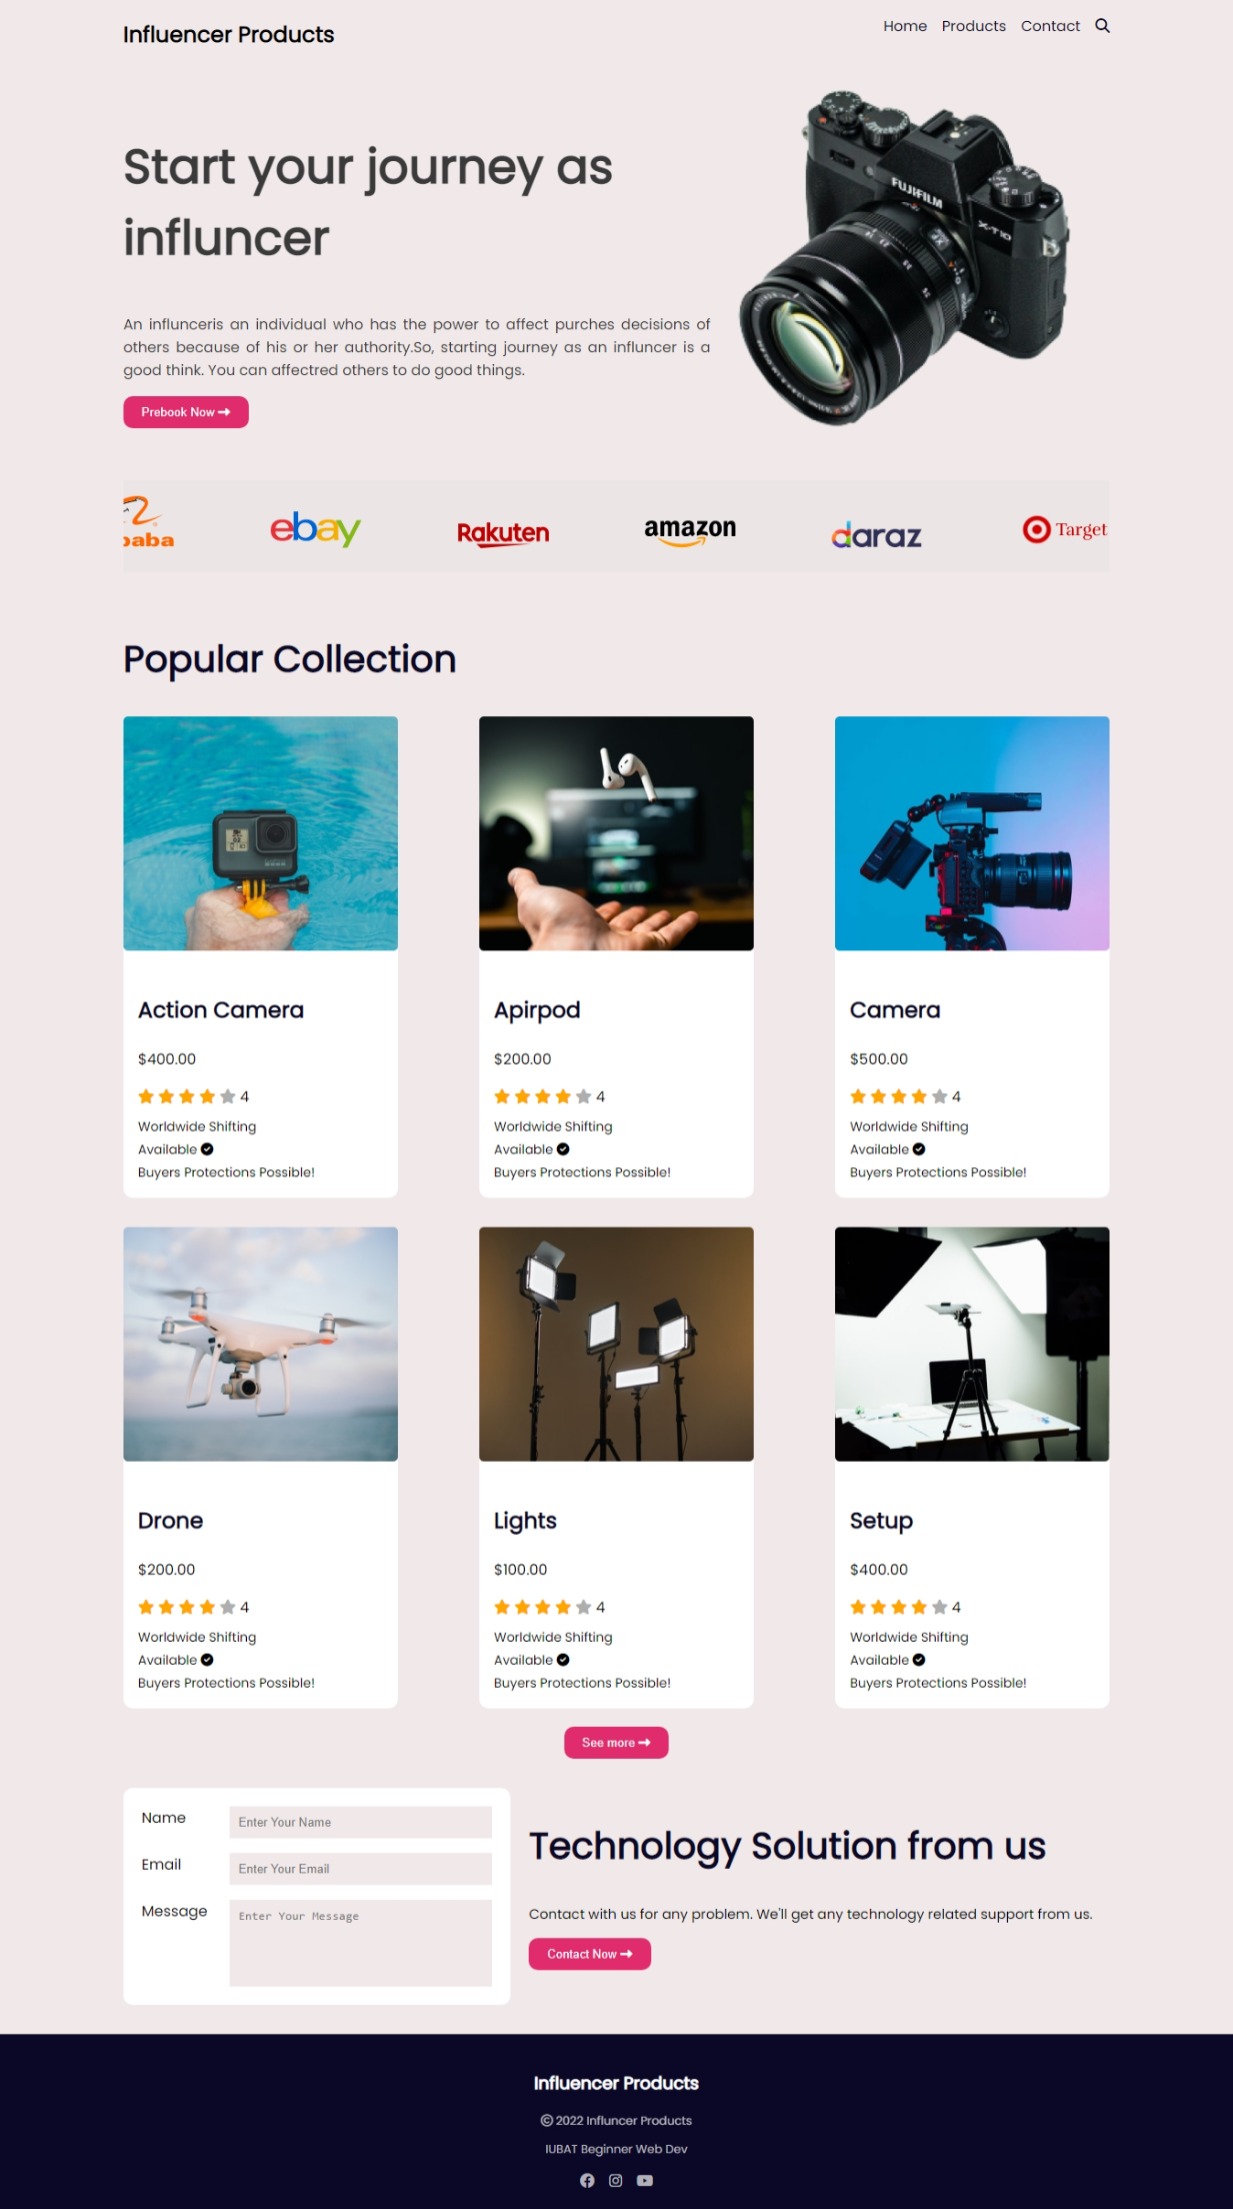 Influencer Products
Home Products Contact
Start your journey as
influncer
An influnceris an individual who has the power to affect purches decisions of
others because of his or her authority.So, starting journey as an influncer is a
good think. You can affectred others to do good things.
Prebook Now
baba
ebay
Rakuten
amazon
daraz
Target
FUJIFILM
X-T10
Popular Collection
Action Camera
$400.00
4
Worldwide Shifting
Available
Buyers Protections Possible!
Apirpod
$200.00
4
Worldwide Shifting
Available
Buyers Protections Possible!
Camera
$500.00
4
Worldwide Shifting
Available
Buyers Protections Possible!
Drone
$200.00
4
Worldwide Shifting
Available
Buyers Protections Possible!
Lights
$100.00
4
Worldwide Shifting
Available
Buyers Protections Possible!
Setup
$400.00
4
Worldwide Shifting
Available
Buyers Protections Possible!
See more
Name
Enter Your Name
Email
Enter Your Email
Message
Enter Your Message
Technology Solution from us
Contact with us for any problem. We'll get any technology related support from us.
Contact Now
Influencer Products
© 2022 Influncer Products
IUBAT Beginner Web Dev